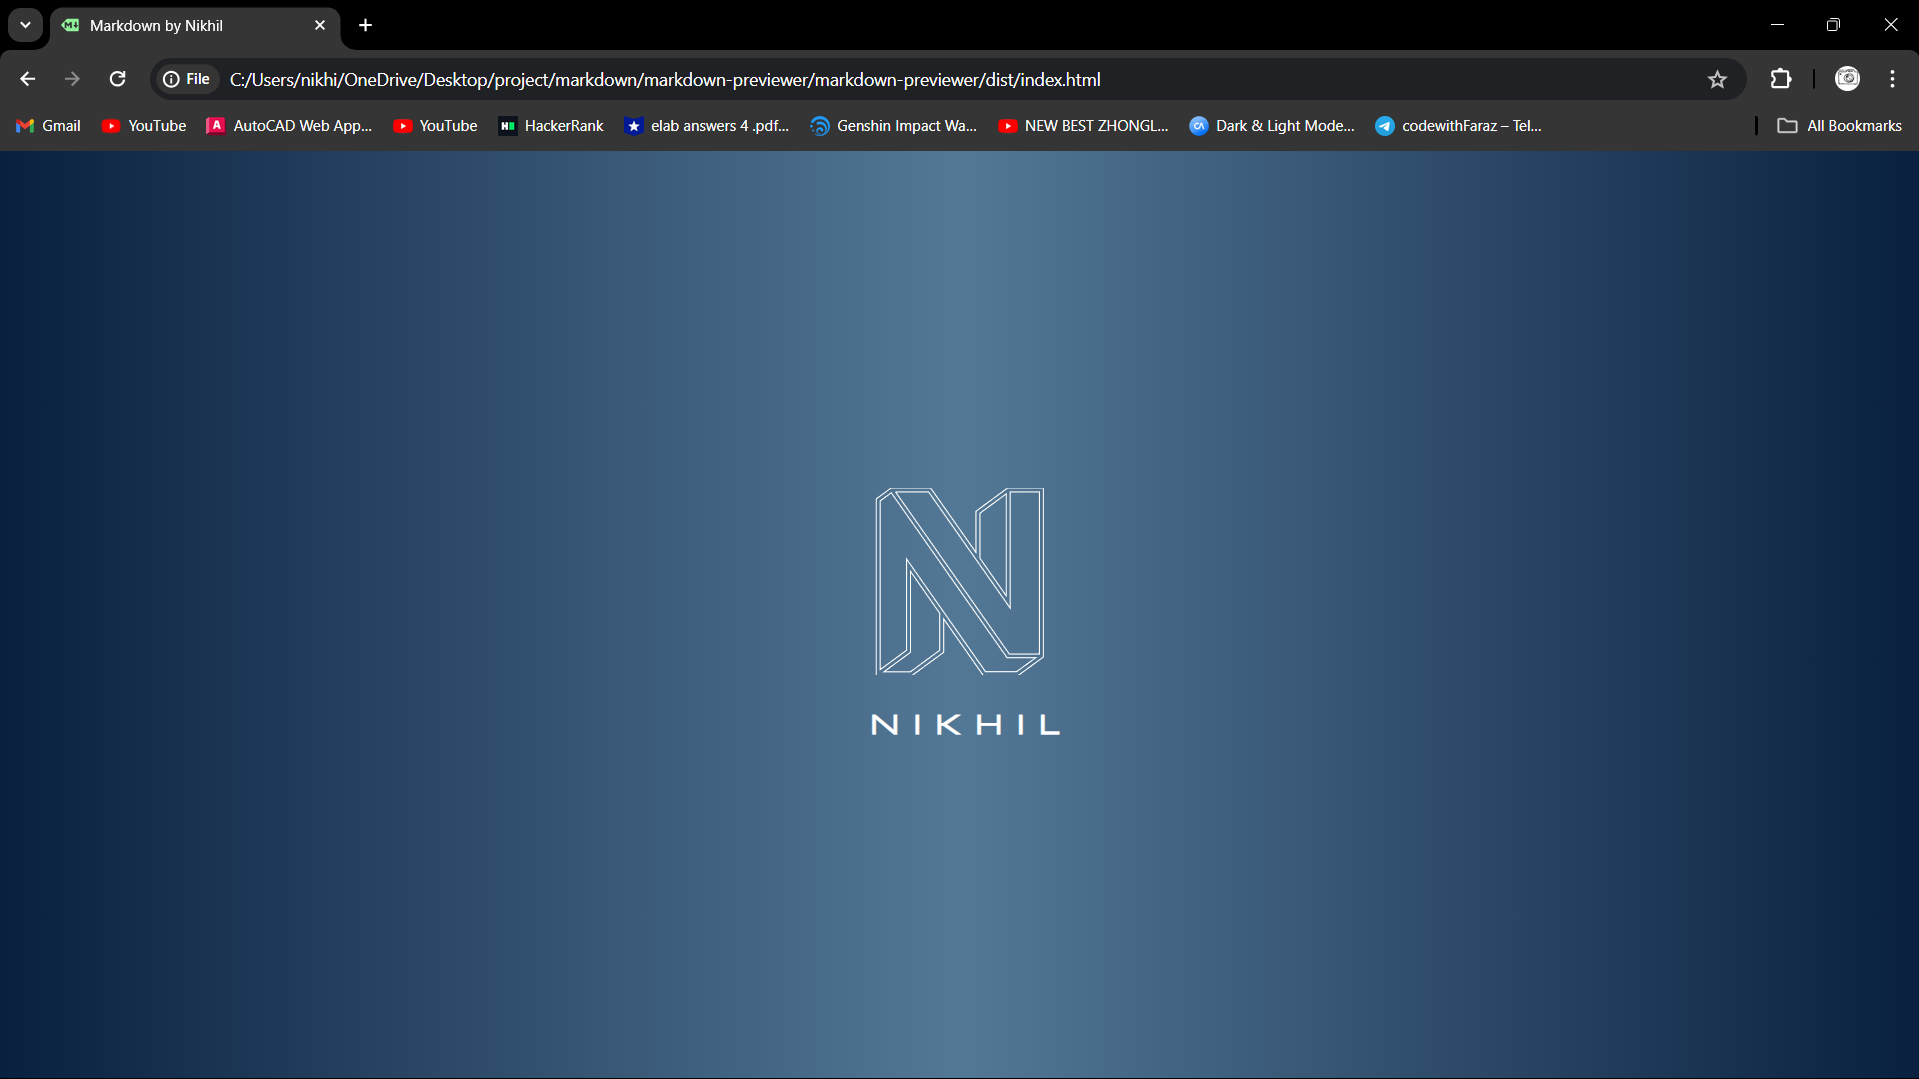 Markdown by Nikhil
File C:/Users/nikhi/OneDrive/Desktop/project/markdown/markdown-previewer/markdown-previewer/dist/index.html
Gmail YouTube AutoCAD Web App... YouTube HackerRank elab answers 4 .pdf... Genshin Impact Wa... NEW BEST ZHONGL... Dark & Light Mode... codewithFaraz – Tel... All Bookmarks
N
NIKHIL